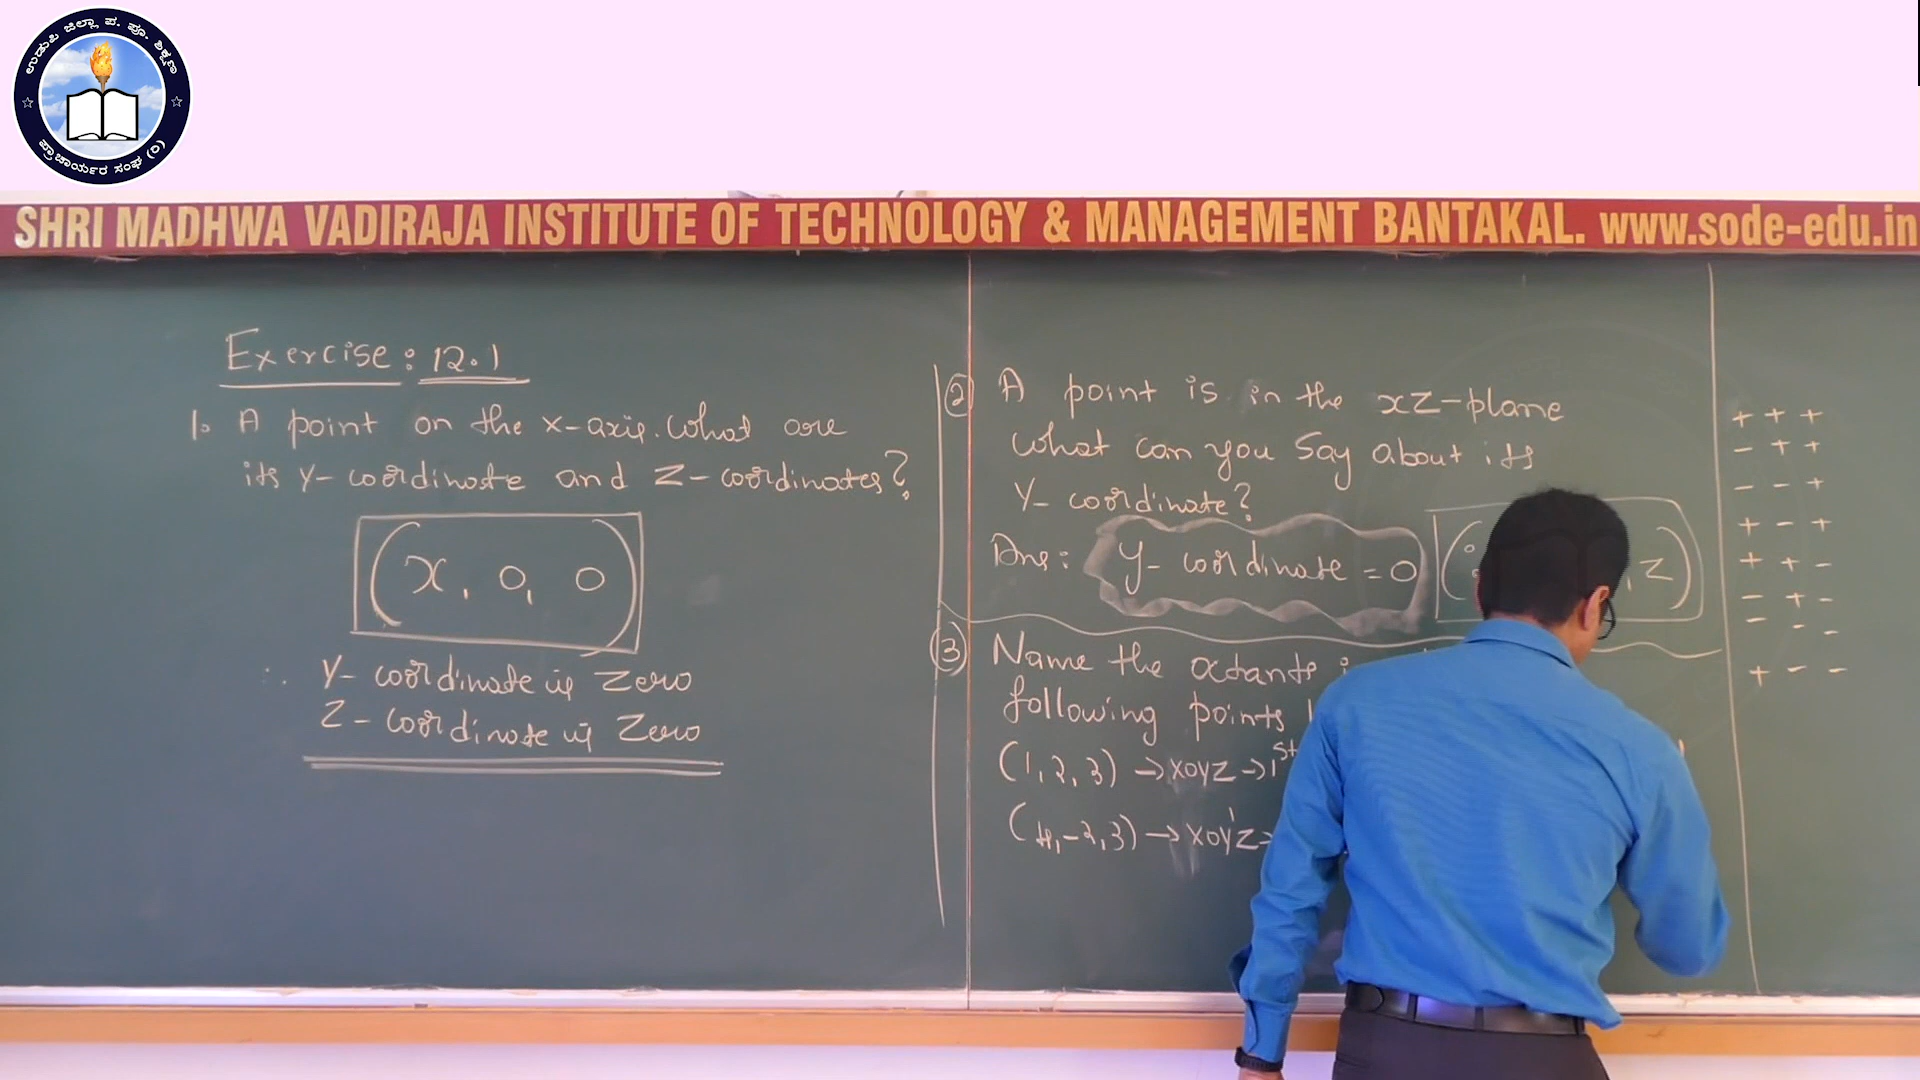 ಉಡುಪಿ ಜಿಲ್ಲಾ ಪ. ಪೂ. ಶಿಕ್ಷಣ
ಪ್ರಾಚಾರ್ಯರ ಸಂಘ (ರಿ)
SHRI MADHWA VADIRAJA INSTITUTE OF TECHNOLOGY & MANAGEMENT BANTAKAL. www.sode-edu.in
Exercise: 12.1
1. A point on the x-axis. What are
its Y-coordinate and Z-coordinates?
(x, 0, 0)
∴ Y-coordinate is Zero
Z-coordinate is Zero
(2) A point is in the xz-plane
What can you say about its
Y-coordinate?
Ans: Y-coordinate = 0 ( , z)
(3) Name the octants
following points
(1, 2, 3) → XOYZ → 1st
(4, -2, 3) → XOY'Z
+ + +
- + +
- - +
+ - +
+ + -
- + -
- - -
+ - -